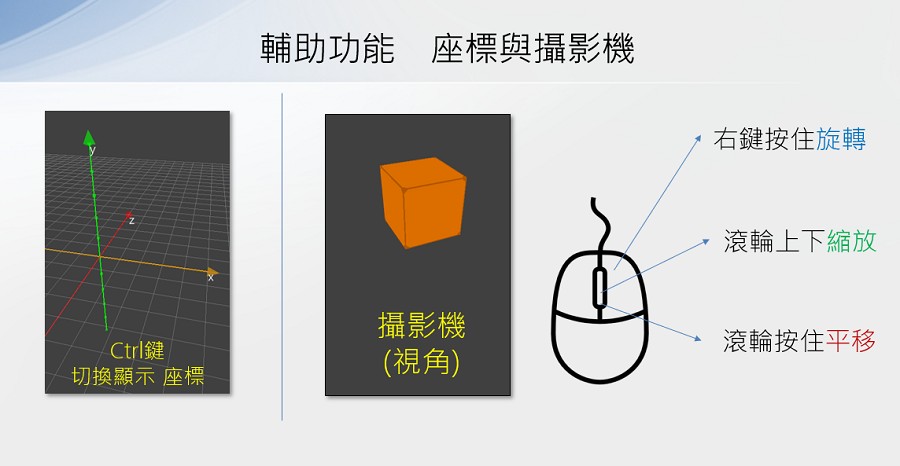 輔助功能　座標與攝影機
y
z
x
Ctrl鍵
切換顯示 座標
攝影機
(視角)
右鍵按住旋轉
滾輪上下縮放
滾輪按住平移